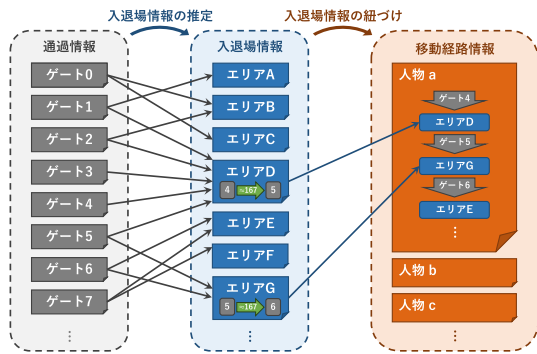 入退場情報の推定
入退場情報の紐づけ
通過情報
ゲート0
ゲート1
ゲート2
ゲート3
ゲート4
ゲート5
ゲート6
ゲート7
⋮
入退場情報
エリアA
エリアB
エリアC
エリアD
4 ≈167 5
エリアE
エリアF
エリアG
5 ≈167 6
⋮
移動経路情報
人物 a
ゲート4
エリアD
ゲート5
エリアG
ゲート6
エリアE
⋮
人物 b
人物 c
⋮